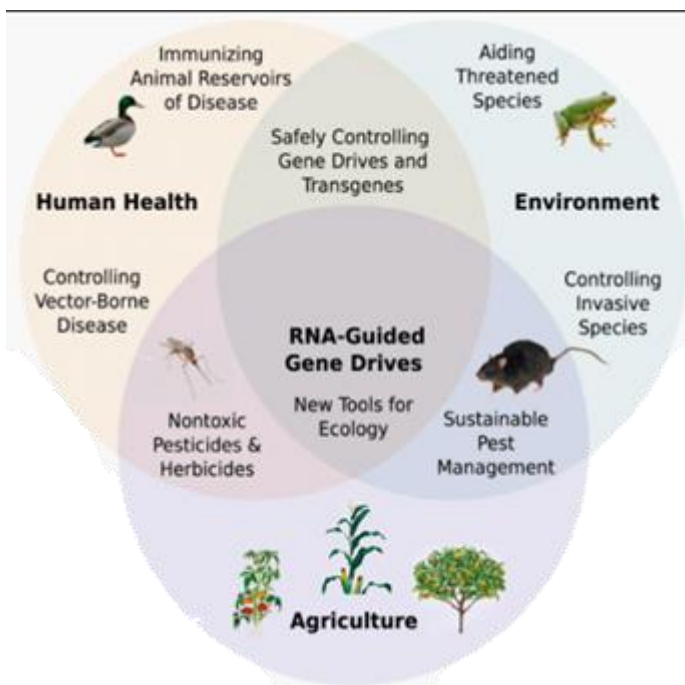 Immunizing
Animal Reservoirs
of Disease
Aiding
Threatened
Species
Safely Controlling
Gene Drives and
Transgenes
Human Health
Environment
Controlling
Vector-Borne
Disease
Controlling
Invasive
Species
RNA-Guided
Gene Drives
New Tools for
Ecology
Nontoxic
Pesticides &
Herbicides
Sustainable
Pest
Management
Agriculture